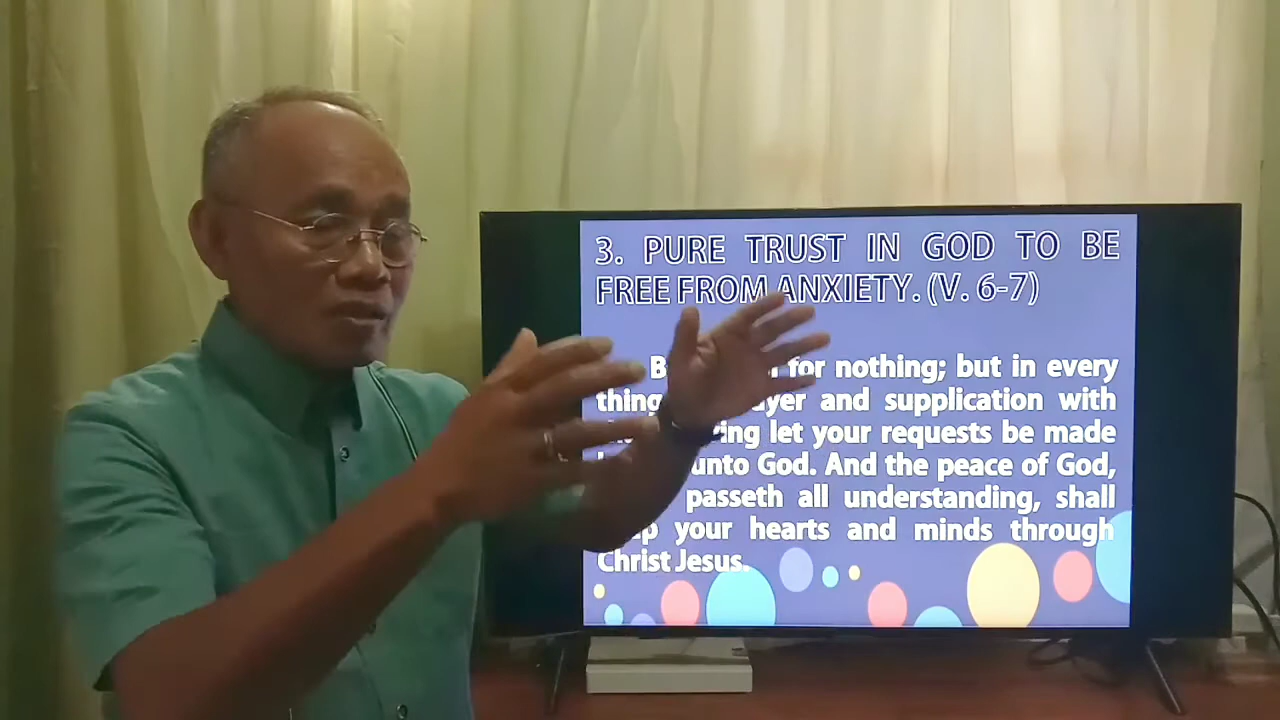 3. PURE TRUST IN GOD TO BE
FREE FROM ANXIETY. (V. 6-7)
for nothing; but in every
thing and supplication with
let your requests be made
unto God. And the peace of God,
passeth all understanding, shall
your hearts and minds through
Christ Jesus.